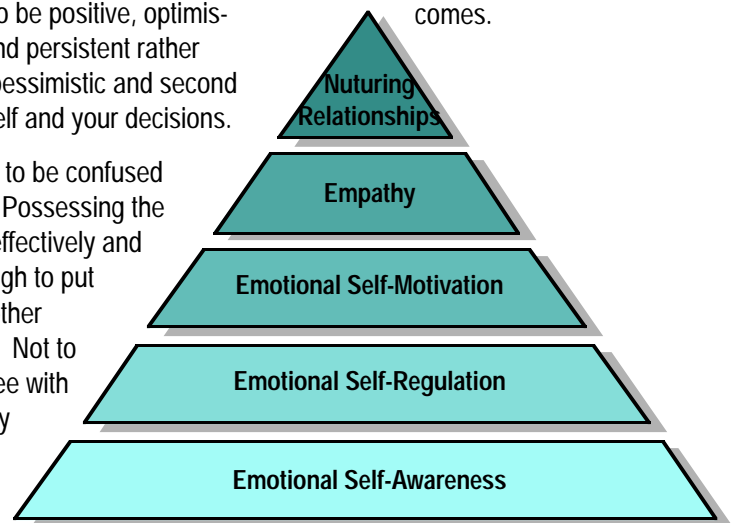 o be positive, optimis-
nd persistent rather
pessimistic and second
elf and your decisions.
to be confused
Possessing the
effectively and
gh to put
ther
Not to
ee with
y
comes.
Nuturing
Relationships
Empathy
Emotional Self-Motivation
Emotional Self-Regulation
Emotional Self-Awareness